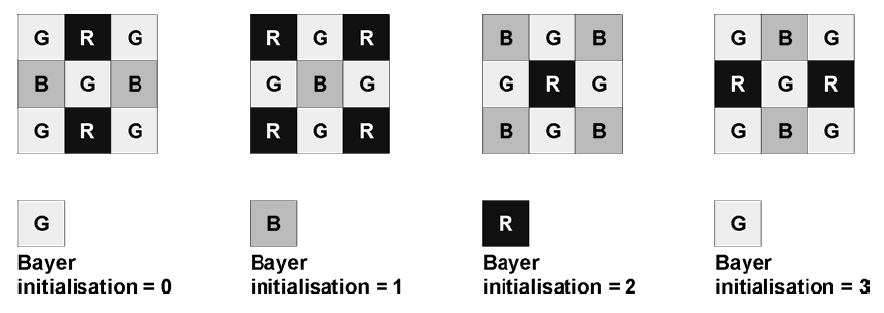 G R G
B G B
G R G
R G R
G B G
R G R
B G B
G R G
B G B
G B G
R G R
G B G
G
Bayer
initialisation = 0
B
Bayer
initialisation = 1
R
Bayer
initialisation = 2
G
Bayer
initialisation = 3